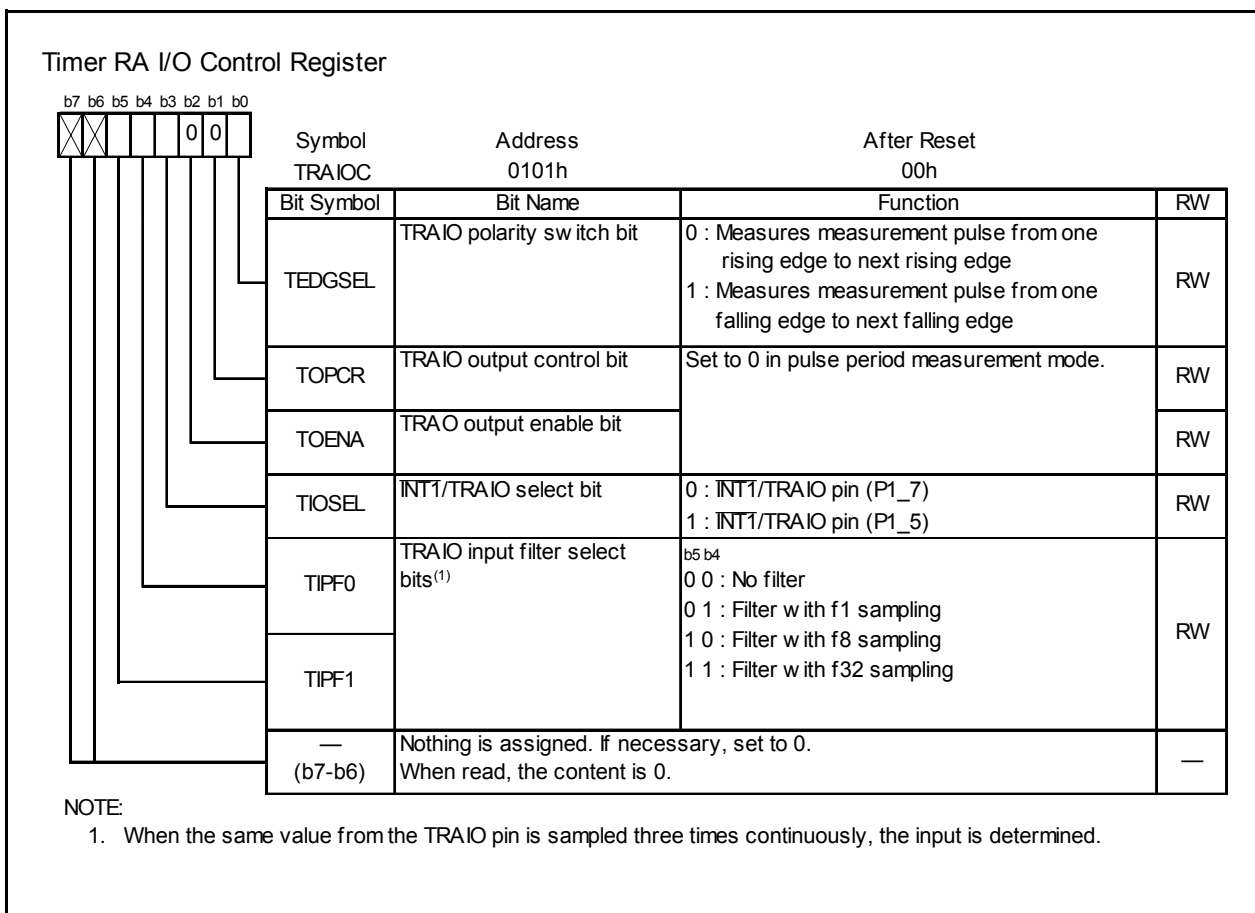 Timer RA I/O Control Register
b7 b6 b5 b4 b3 b2 b1 b0
0 0
Symbol Address After Reset
TRAIOC 0101h 00h
Bit Symbol Bit Name Function RW
TEDGSEL TRAIO polarity switch bit 0 : Measures measurement pulse from one
rising edge to next rising edge
1 : Measures measurement pulse from one
falling edge to next falling edge
RW
TOPCR TRAIO output control bit Set to 0 in pulse period measurement mode. RW
TOENA TRAO output enable bit RW
TIOSEL INT1/TRAIO select bit 0 : INT1/TRAIO pin (P1_7)
1 : INT1/TRAIO pin (P1_5)
RW
TIPF0 TRAIO input filter select
bits(1)
b5 b4
0 0 : No filter
0 1 : Filter with f1 sampling
1 0 : Filter with f8 sampling
1 1 : Filter with f32 sampling
RW
TIPF1
—
(b7-b6)
Nothing is assigned. If necessary, set to 0.
When read, the content is 0.
—
NOTE:
1. When the same value from the TRAIO pin is sampled three times continuously, the input is determined.